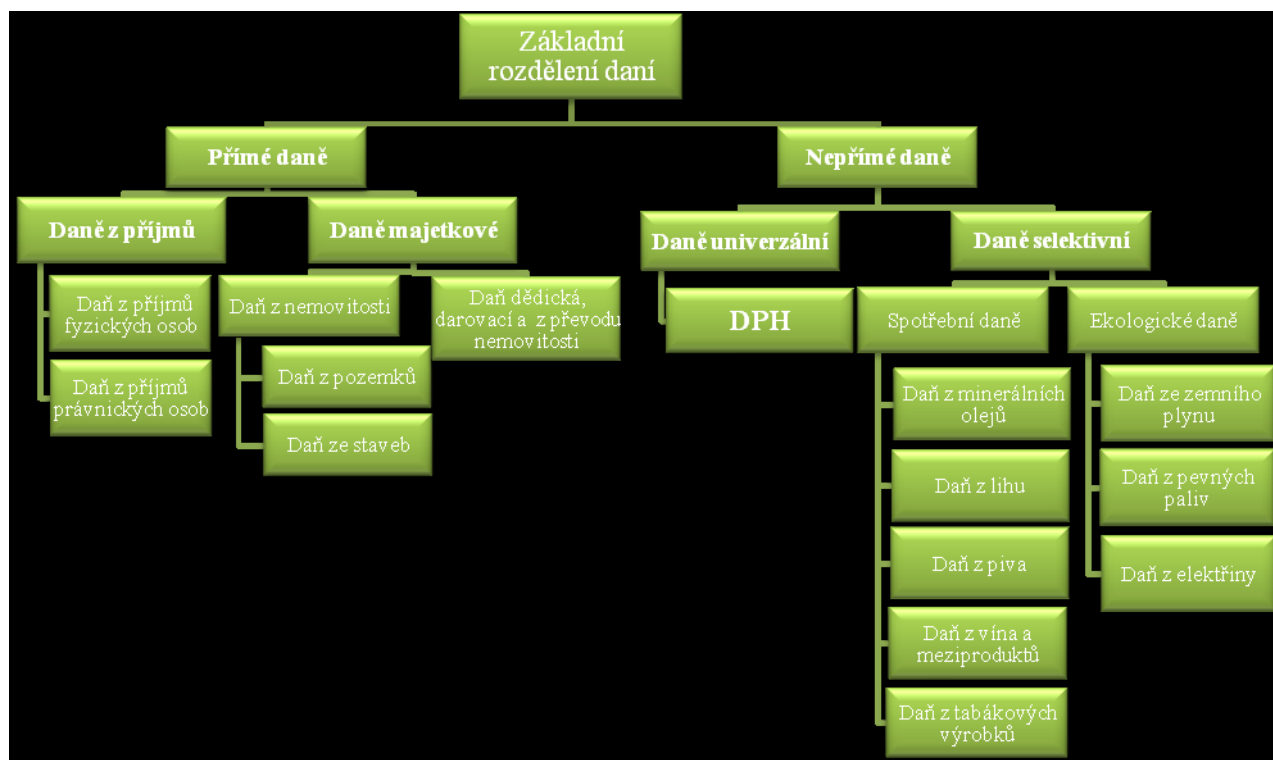 Základní
rozdělení daní
Přímé daně
Nepřímé daně
Daně z příjmů
Daně majetkové
Daně univerzální
Daně selektivní
Daň z příjmů
fyzických osob
Daň z příjmů
právnických osob
Daň z nemovitosti
Daň dědická,
darovací a z převodu
nemovitosti
Daň z pozemků
Daň ze staveb
DPH
Spotřební daně
Ekologické daně
Daň z minerálních
olejů
Daň z lihu
Daň z piva
Daň z vína a
meziproduktů
Daň z tabákových
výrobků
Daň ze zemního
plynu
Daň z pevných
paliv
Daň z elektřiny